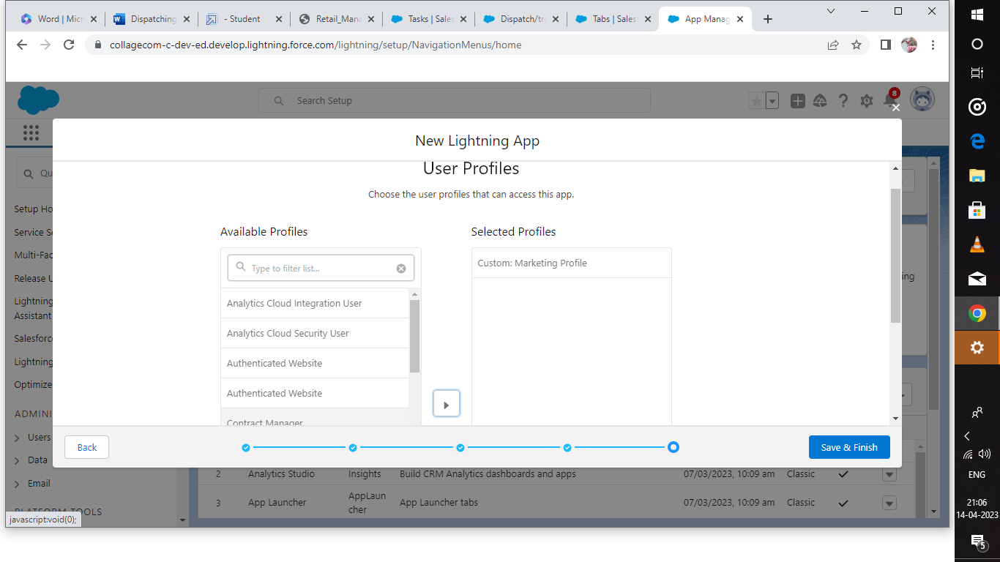 Word | Micr
Dispatching
- Student
Retail_Mana
Tasks | Sales
Dispatch/tra
Tabs | Salesf
App Manag
collagecom-c-dev-ed.develop.lightning.force.com/lightning/setup/NavigationMenus/home
Search Setup
8
New Lightning App
Qu
User Profiles
Choose the user profiles that can access this app.
Setup Ho
Service Se
Multi-Fac
Release U
Lightning
Assistant
Salesforce
Lightning
Optimize
ADMINI
Users
Data
Email
PLATFORM TOOLS
Available Profiles
Selected Profiles
Type to filter list...
Custom: Marketing Profile
Analytics Cloud Integration User
Analytics Cloud Security User
Authenticated Website
Authenticated Website
Contract Manager
ing
Back
Save & Finish
2 Analytics Studio Insights Build CRM Analytics dashboards and apps 07/03/2023, 10:09 am Classic
3 App Launcher AppLaun
cher App Launcher tabs 07/03/2023, 10:09 am Classic
javascript:void(0);
ENG
21:06
14-04-2023
5